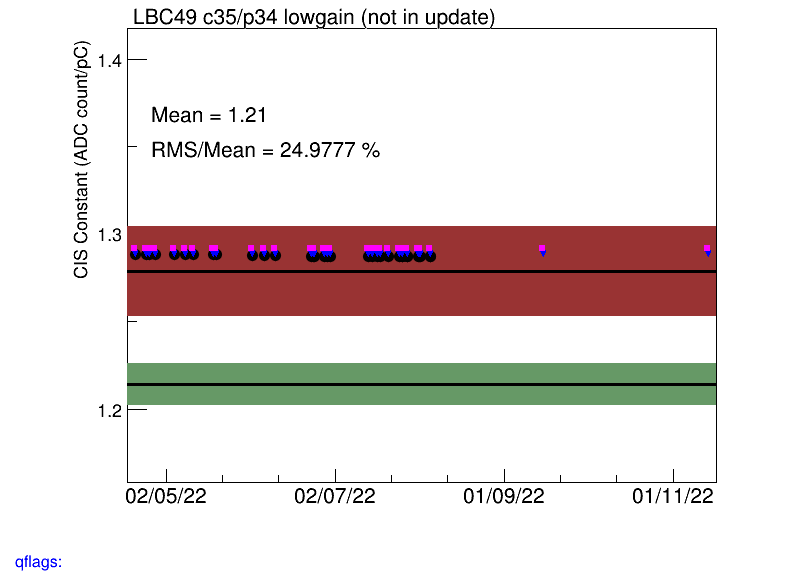 LBC49 c35/p34 lowgain (not in update)
CIS Constant (ADC count/pC)
1.4
Mean = 1.21
RMS/Mean = 24.9777 %
1.3
1.2
02/05/22 02/07/22 01/09/22 01/11/22
qflags: